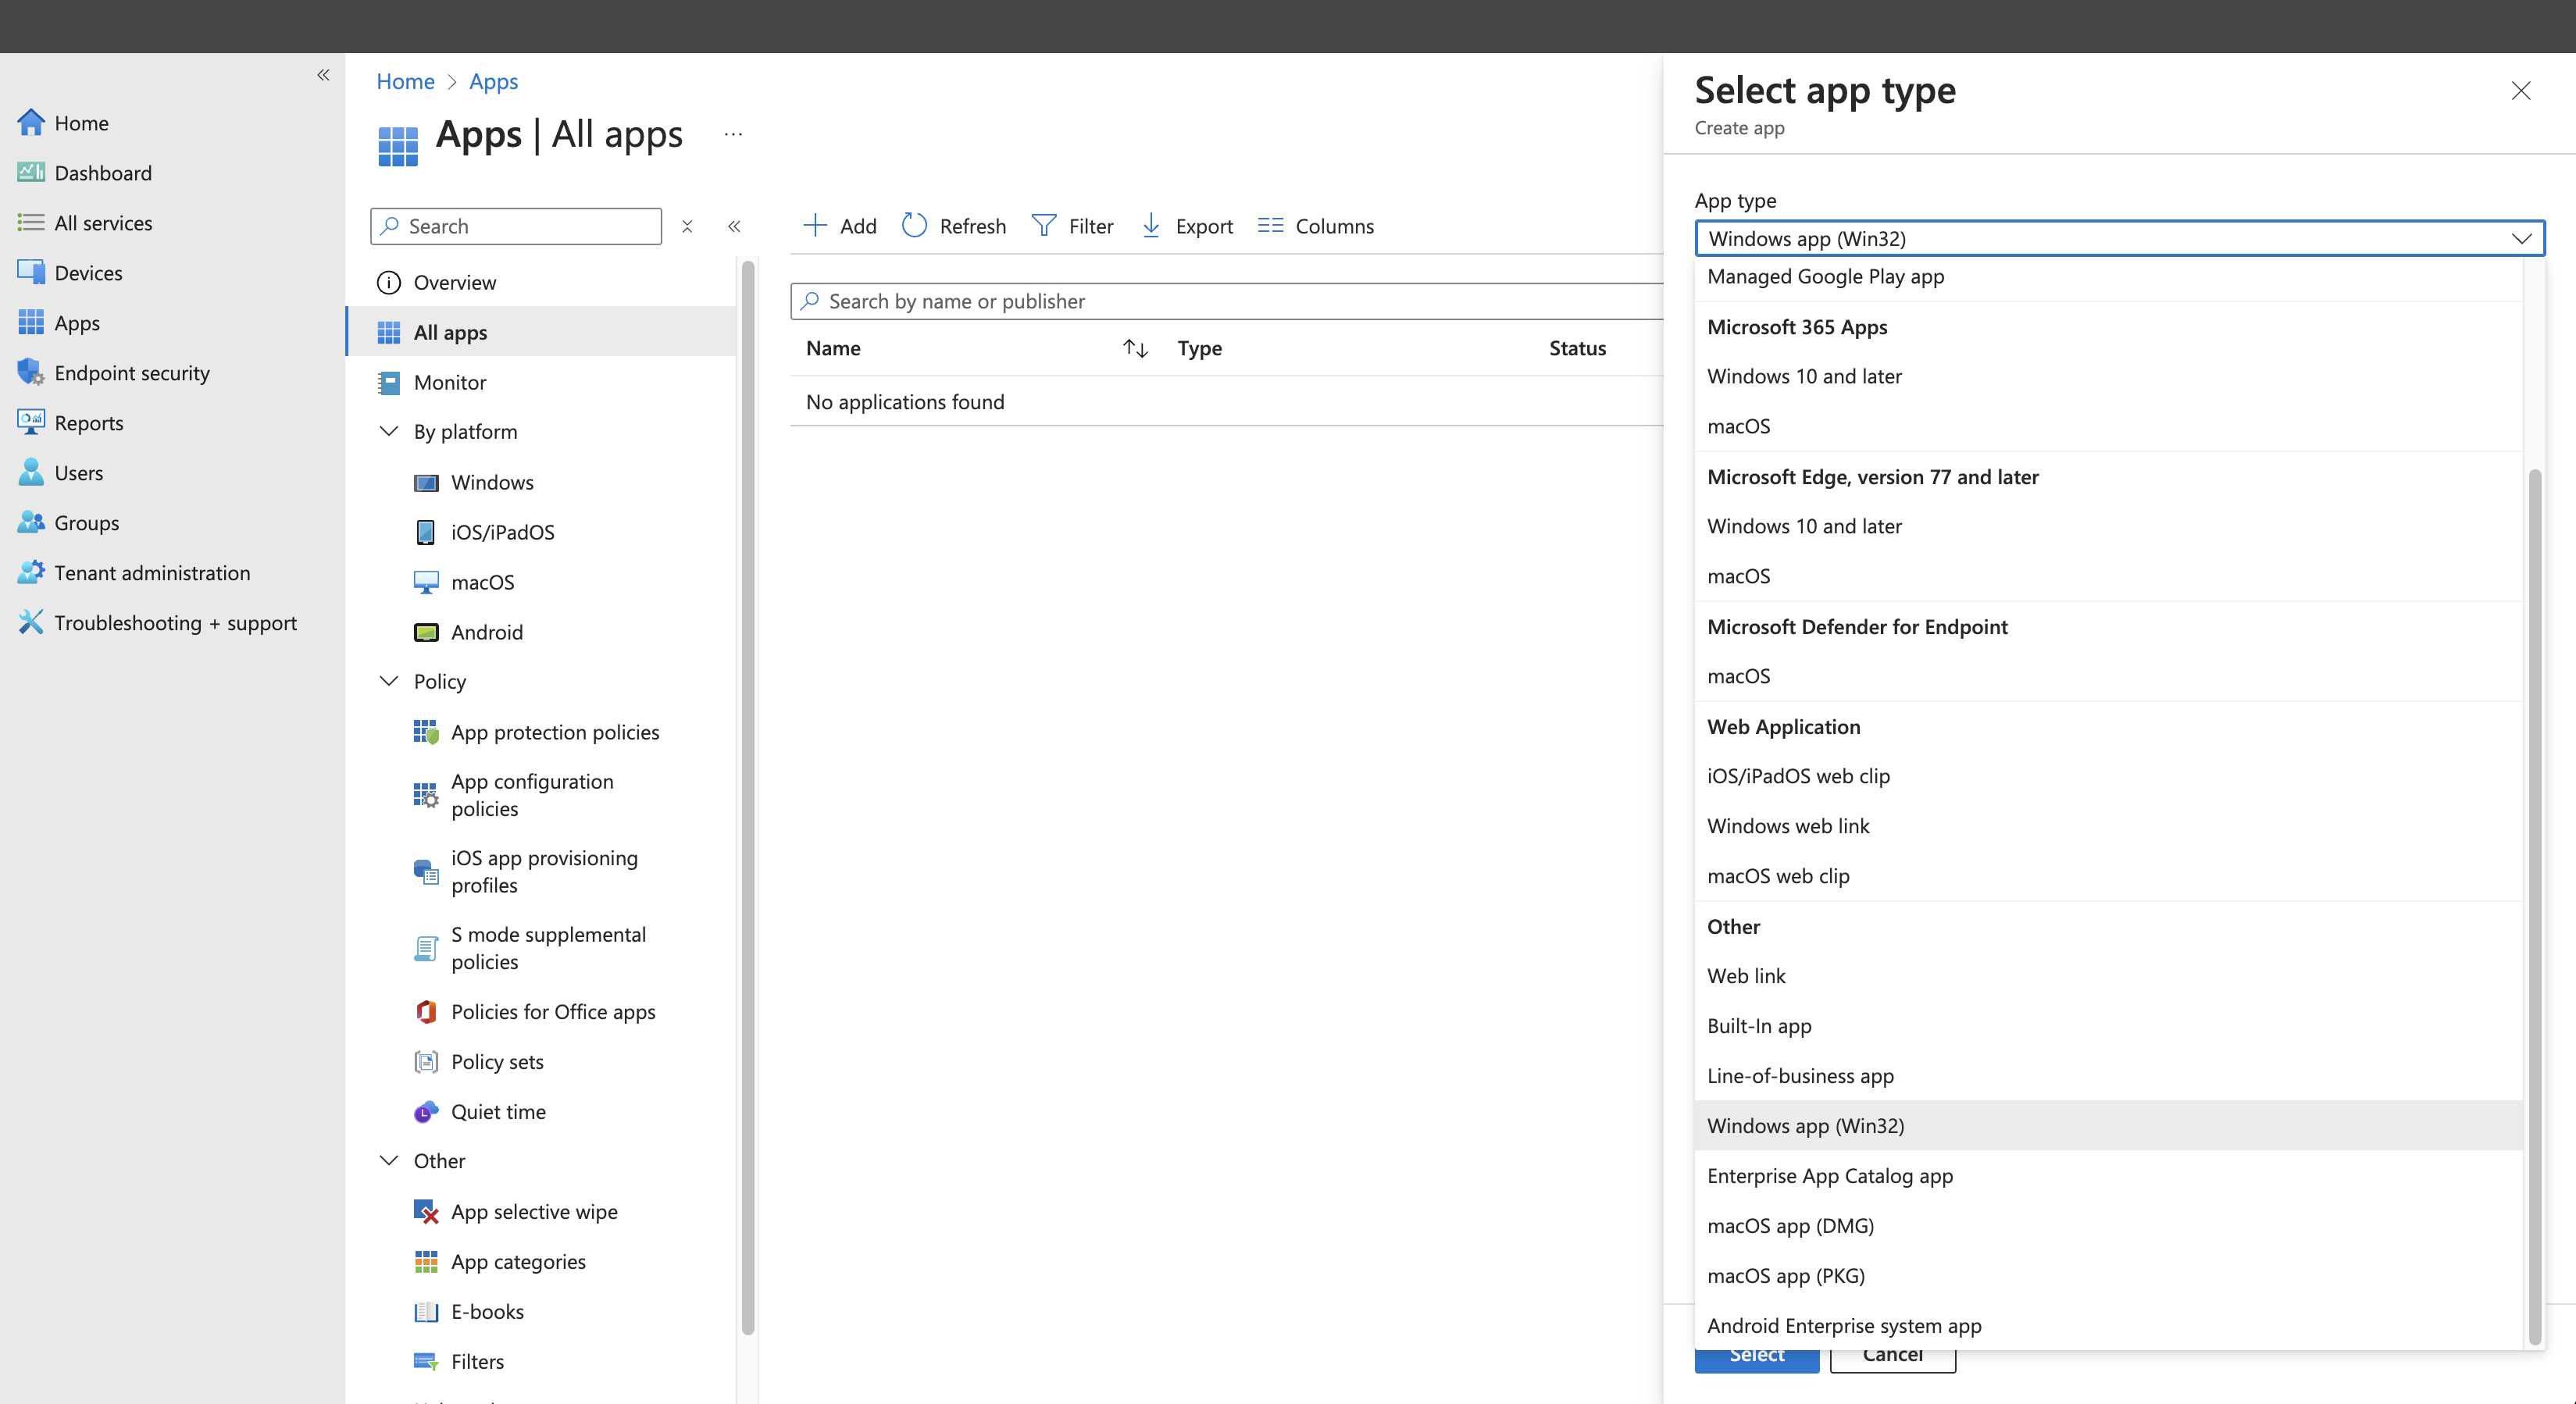 Home
Dashboard
All services
Devices
Apps
Endpoint security
Reports
Users
Groups
Tenant administration
Troubleshooting + support
Home > Apps
Apps | All apps ...
Search
Overview
All apps
Monitor
By platform
Windows
iOS/iPadOS
macOS
Android
Policy
App protection policies
App configuration
policies
iOS app provisioning
profiles
S mode supplemental
policies
Policies for Office apps
Policy sets
Quiet time
Other
App selective wipe
App categories
E-books
Filters
Add Refresh Filter Export Columns
Search by name or publisher
Name Type Status
No applications found
Select app type
Create app
App type
Windows app (Win32)
Managed Google Play app
Microsoft 365 Apps
Windows 10 and later
macOS
Microsoft Edge, version 77 and later
Windows 10 and later
macOS
Microsoft Defender for Endpoint
macOS
Web Application
iOS/iPadOS web clip
Windows web link
macOS web clip
Other
Web link
Built-In app
Line-of-business app
Windows app (Win32)
Enterprise App Catalog app
macOS app (DMG)
macOS app (PKG)
Android Enterprise system app
Select Cancel